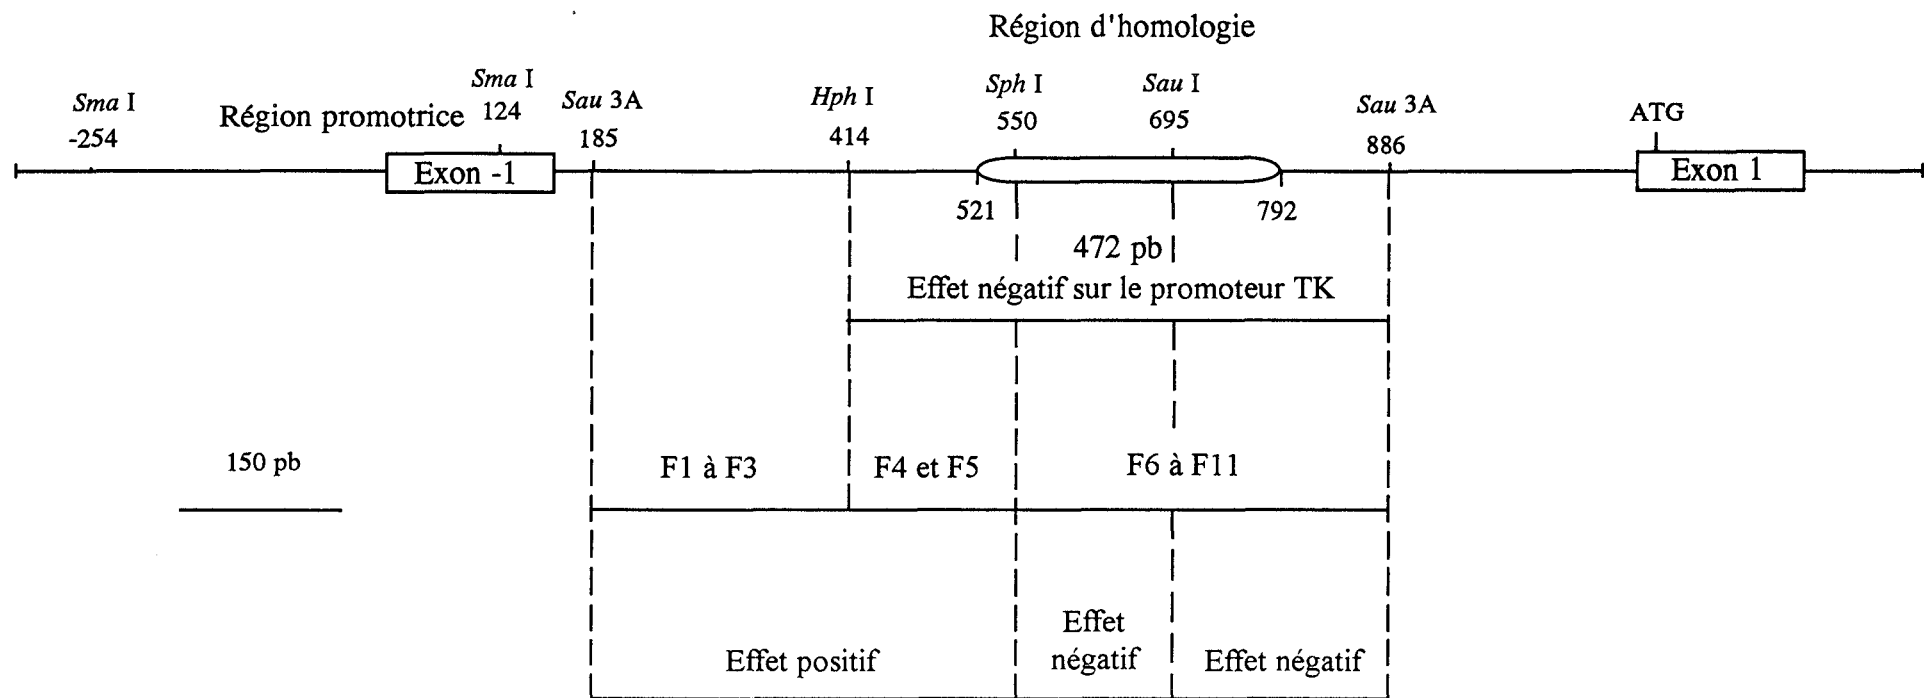 Région d'homologie
Sma I
-254
Région promotrice
Sma I
124
Sau 3A
185
Hph I
414
Sph I
550
Sau I
695
Sau 3A
886
ATG
Exon -1
Exon 1
521
792
472 pb
Effet négatif sur le promoteur TK
150 pb
F1 à F3
F4 et F5
F6 à F11
Effet positif
Effet
négatif
Effet négatif